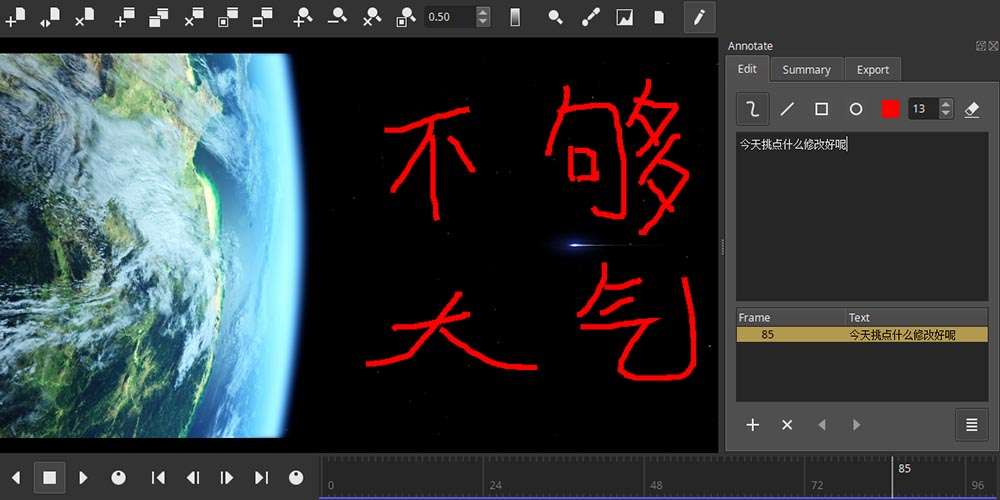 0.50
Annotate
Edit Summary Export
13
今天挑点什么修改好呢
不够
大气
Frame Text
85 今天挑点什么修改好呢
85
0 24 48 72 96